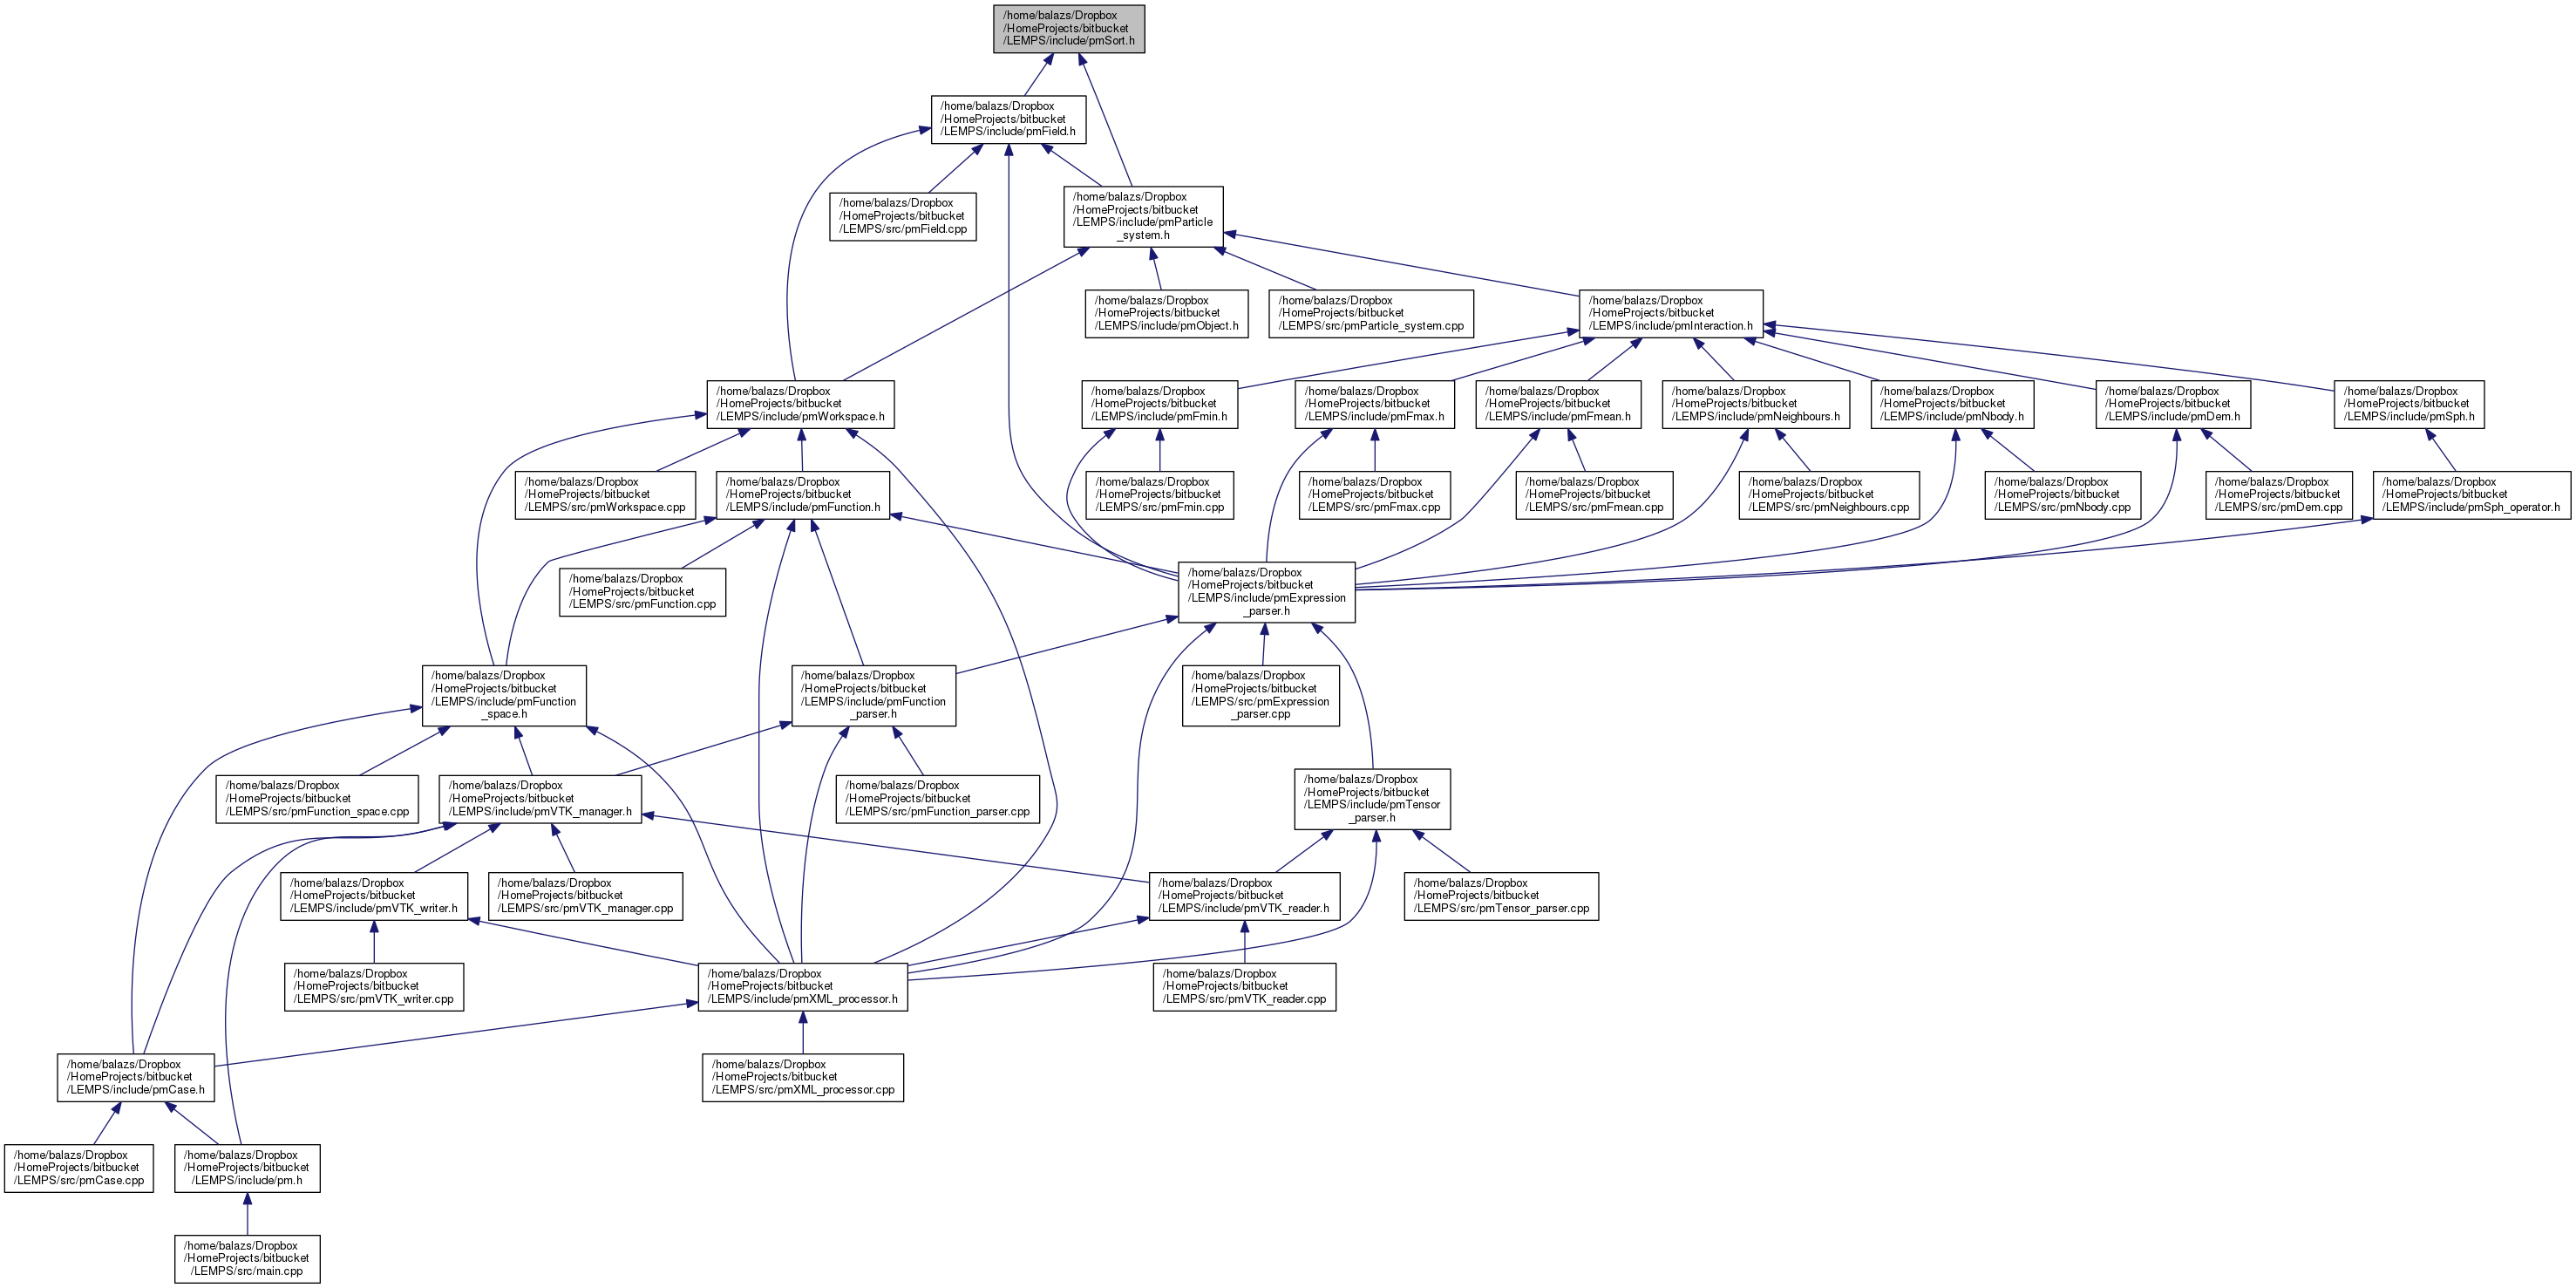 /home/balazs/Dropbox
/HomeProjects/bitbucket
/LEMPS/include/pmSort.h
/home/balazs/Dropbox
/HomeProjects/bitbucket
/LEMPS/include/pmField.h
/home/balazs/Dropbox
/HomeProjects/bitbucket
/LEMPS/src/pmField.cpp
/home/balazs/Dropbox
/HomeProjects/bitbucket
/LEMPS/include/pmParticle
_system.h
/home/balazs/Dropbox
/HomeProjects/bitbucket
/LEMPS/include/pmObject.h
/home/balazs/Dropbox
/HomeProjects/bitbucket
/LEMPS/src/pmParticle_system.cpp
/home/balazs/Dropbox
/HomeProjects/bitbucket
/LEMPS/include/pmInteraction.h
/home/balazs/Dropbox
/HomeProjects/bitbucket
/LEMPS/include/pmWorkspace.h
/home/balazs/Dropbox
/HomeProjects/bitbucket
/LEMPS/include/pmFmin.h
/home/balazs/Dropbox
/HomeProjects/bitbucket
/LEMPS/include/pmFmax.h
/home/balazs/Dropbox
/HomeProjects/bitbucket
/LEMPS/include/pmFmean.h
/home/balazs/Dropbox
/HomeProjects/bitbucket
/LEMPS/include/pmNeighbours.h
/home/balazs/Dropbox
/HomeProjects/bitbucket
/LEMPS/include/pmNbody.h
/home/balazs/Dropbox
/HomeProjects/bitbucket
/LEMPS/include/pmDem.h
/home/balazs/Dropbox
/HomeProjects/bitbucket
/LEMPS/include/pmSph.h
/home/balazs/Dropbox
/HomeProjects/bitbucket
/LEMPS/src/pmWorkspace.cpp
/home/balazs/Dropbox
/HomeProjects/bitbucket
/LEMPS/include/pmFunction.h
/home/balazs/Dropbox
/HomeProjects/bitbucket
/LEMPS/src/pmFmin.cpp
/home/balazs/Dropbox
/HomeProjects/bitbucket
/LEMPS/src/pmFmax.cpp
/home/balazs/Dropbox
/HomeProjects/bitbucket
/LEMPS/src/pmFmean.cpp
/home/balazs/Dropbox
/HomeProjects/bitbucket
/LEMPS/src/pmNeighbours.cpp
/home/balazs/Dropbox
/HomeProjects/bitbucket
/LEMPS/src/pmNbody.cpp
/home/balazs/Dropbox
/HomeProjects/bitbucket
/LEMPS/src/pmDem.cpp
/home/balazs/Dropbox
/HomeProjects/bitbucket
/LEMPS/include/pmSph_operator.h
/home/balazs/Dropbox
/HomeProjects/bitbucket
/LEMPS/src/pmFunction.cpp
/home/balazs/Dropbox
/HomeProjects/bitbucket
/LEMPS/include/pmExpression
_parser.h
/home/balazs/Dropbox
/HomeProjects/bitbucket
/LEMPS/include/pmFunction
_space.h
/home/balazs/Dropbox
/HomeProjects/bitbucket
/LEMPS/include/pmFunction
_parser.h
/home/balazs/Dropbox
/HomeProjects/bitbucket
/LEMPS/src/pmExpression
_parser.cpp
/home/balazs/Dropbox
/HomeProjects/bitbucket
/LEMPS/src/pmFunction_space.cpp
/home/balazs/Dropbox
/HomeProjects/bitbucket
/LEMPS/include/pmVTK_manager.h
/home/balazs/Dropbox
/HomeProjects/bitbucket
/LEMPS/src/pmFunction_parser.cpp
/home/balazs/Dropbox
/HomeProjects/bitbucket
/LEMPS/include/pmTensor
_parser.h
/home/balazs/Dropbox
/HomeProjects/bitbucket
/LEMPS/include/pmVTK_writer.h
/home/balazs/Dropbox
/HomeProjects/bitbucket
/LEMPS/src/pmVTK_manager.cpp
/home/balazs/Dropbox
/HomeProjects/bitbucket
/LEMPS/include/pmVTK_reader.h
/home/balazs/Dropbox
/HomeProjects/bitbucket
/LEMPS/src/pmTensor_parser.cpp
/home/balazs/Dropbox
/HomeProjects/bitbucket
/LEMPS/src/pmVTK_writer.cpp
/home/balazs/Dropbox
/HomeProjects/bitbucket
/LEMPS/include/pmXML_processor.h
/home/balazs/Dropbox
/HomeProjects/bitbucket
/LEMPS/src/pmVTK_reader.cpp
/home/balazs/Dropbox
/HomeProjects/bitbucket
/LEMPS/include/pmCase.h
/home/balazs/Dropbox
/HomeProjects/bitbucket
/LEMPS/src/pmXML_processor.cpp
/home/balazs/Dropbox
/HomeProjects/bitbucket
/LEMPS/src/pmCase.cpp
/home/balazs/Dropbox
/HomeProjects/bitbucket
/LEMPS/include/pm.h
/home/balazs/Dropbox
/HomeProjects/bitbucket
/LEMPS/src/main.cpp